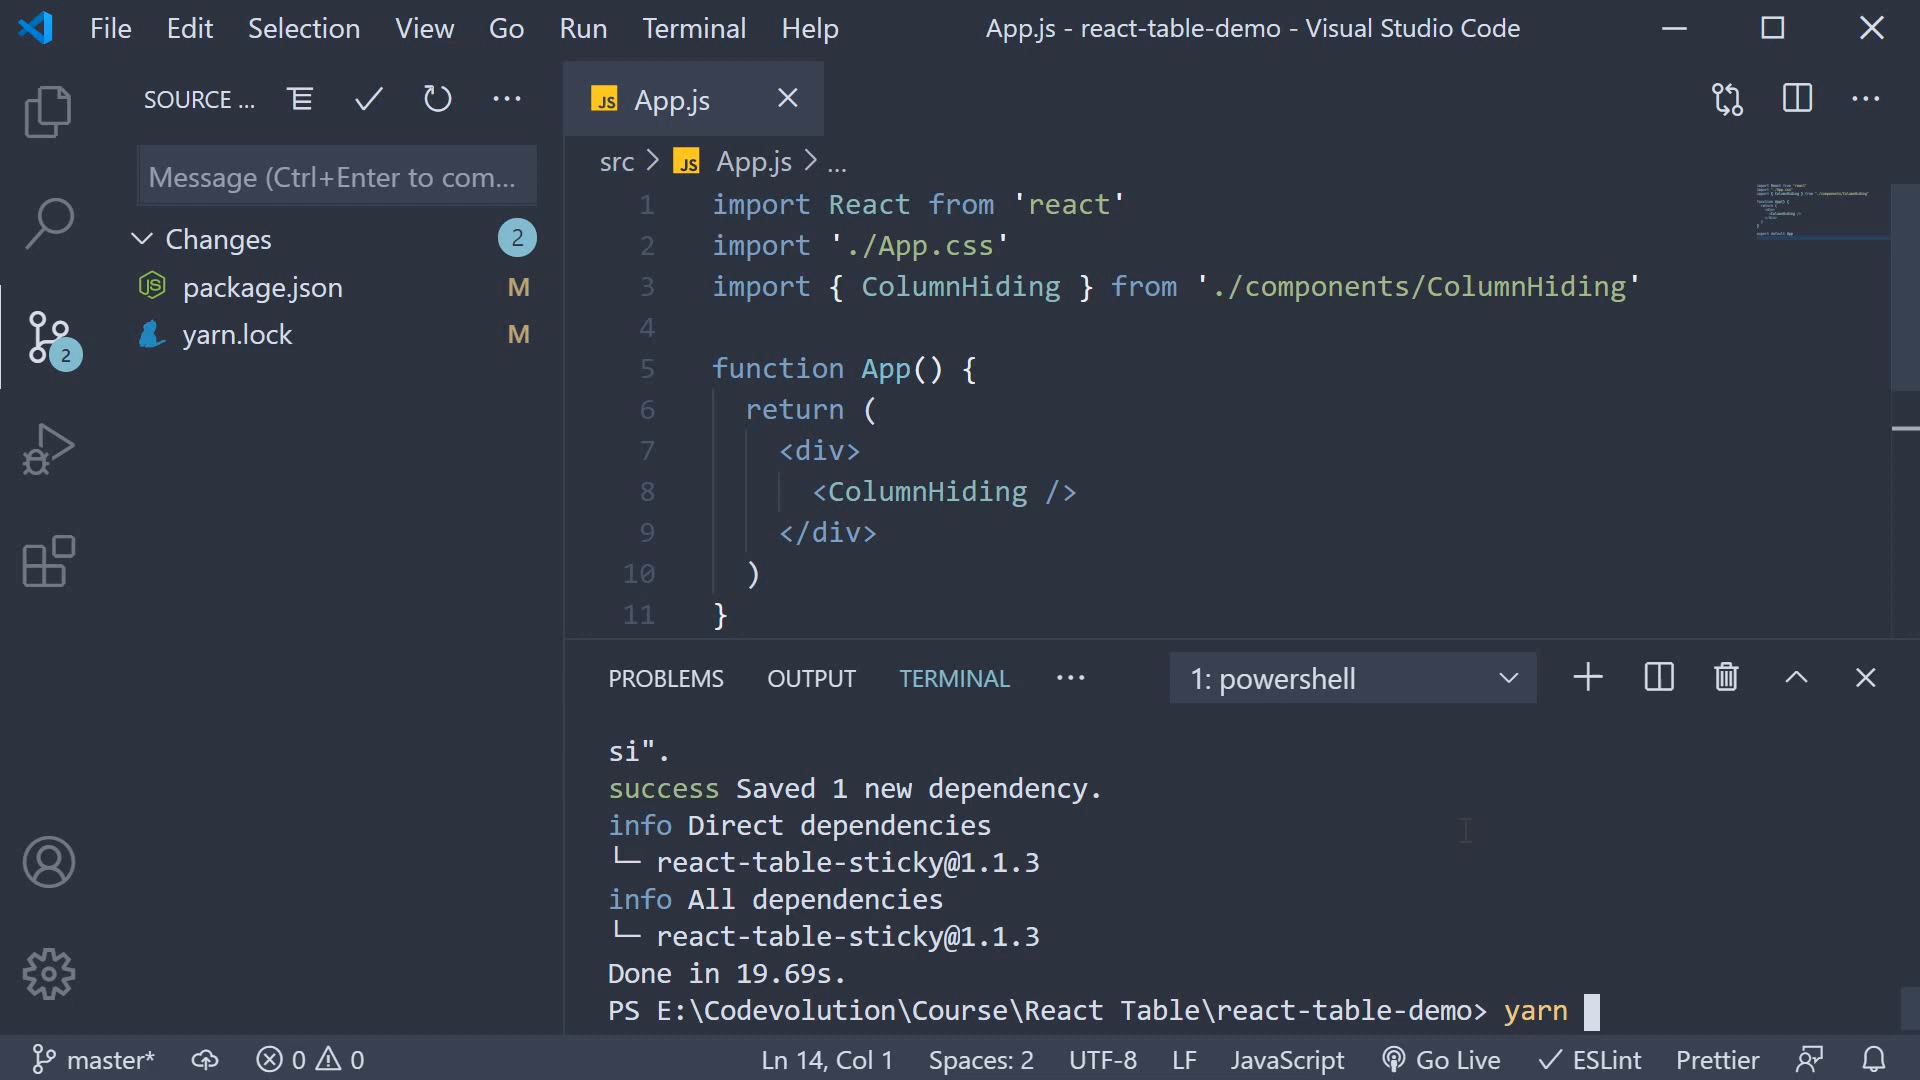 File Edit Selection View Go Run Terminal Help App.js - react-table-demo - Visual Studio Code
SOURCE ...
Message (Ctrl+Enter to com...
Changes 2
package.json M
yarn.lock M
2
JS App.js
src > JS App.js > ...
1 import React from 'react'
2 import './App.css'
3 import { ColumnHiding } from './components/ColumnHiding'
4
5 function App() {
6 return (
7 <div>
8 <ColumnHiding />
9 </div>
10 )
11 }
PROBLEMS OUTPUT TERMINAL ... 1: powershell
si".
success Saved 1 new dependency.
info Direct dependencies
└─ react-table-sticky@1.1.3
info All dependencies
└─ react-table-sticky@1.1.3
Done in 19.69s.
PS E:\Codevolution\Course\React Table\react-table-demo> yarn
master* 0 0 Ln 14, Col 1 Spaces: 2 UTF-8 LF JavaScript Go Live ESLint Prettier